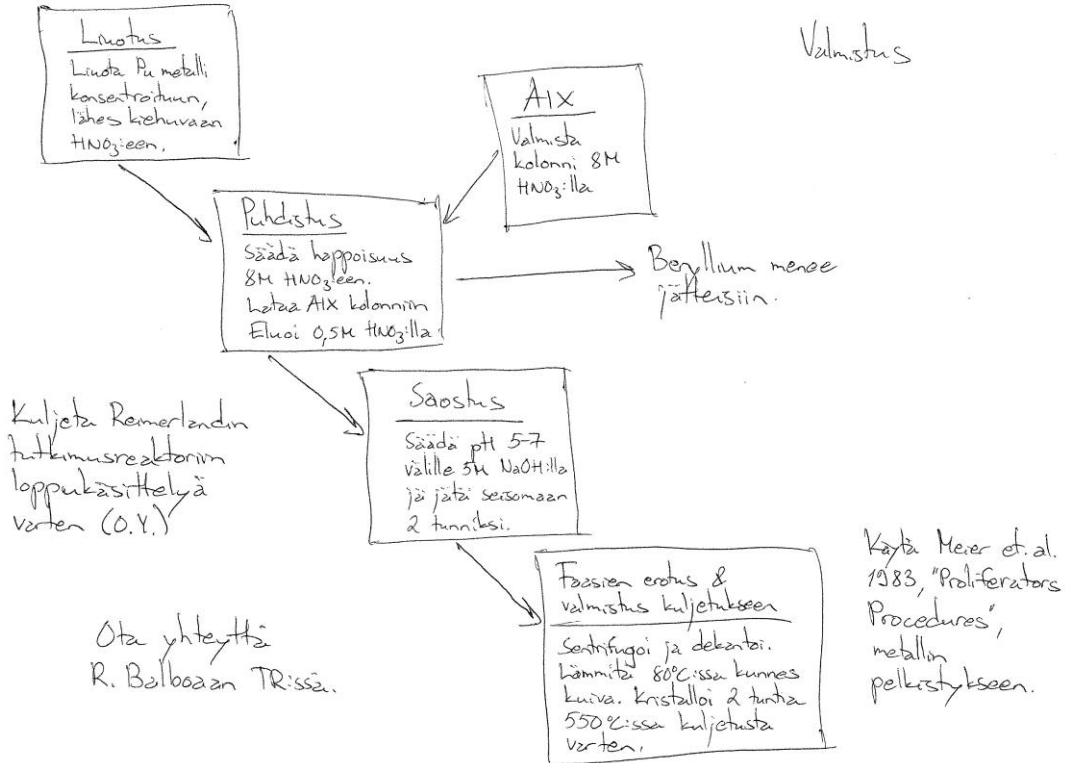 Valmistus
Liuotus
Liuota Pu metalli
konsentroituun,
lähes kiehuvaan
HNO₃:een.
AIX
Valmista
kolonni 8M
HNO₃:lla
Puhdistus
Säädä happoisuus
8M HNO₃:een.
Lataa AIX kolonniin
Eluoi 0,5M HNO₃:lla
Beryllium menee
jätteisiin.
Saostus
Säädä pH 5-7
välille 5M NaOH:lla
ja jätä seisomaan
2 tunniksi.
Kuljeta Reimerlandin
tutkimusreaktoriin
loppukäsittelyä
varten (O.Y.)
Faasien erotus &
valmistus kuljetukseen
Sentrifugoi ja dekantoi.
Lämmitä 80°C:ssa kunnes
kuiva. Kristalloi 2 tuntia
550°C:ssa kuljetusta
varten.
Käytä Meier et. al.
1983, "Proliferators
Procedures",
metallin
pelkistykseen.
Ota yhteyttä
R. Balboaan TR:ssä.